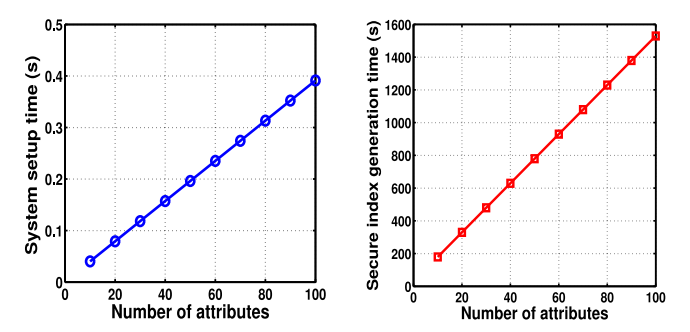 System setup time (s)
0.5
0.4
0.3
0.2
0.1
0
0 20 40 60 80 100
Number of attributes
Secure index generation time (s)
1600
1400
1200
1000
800
600
400
200
0
0 20 40 60 80 100
Number of attributes